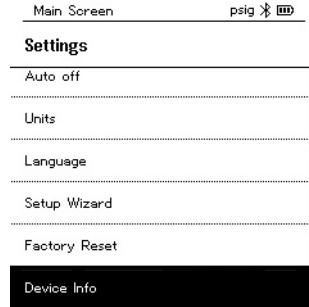 Main Screen psig
Settings
Auto off
Units
Language
Setup Wizard
Factory Reset
Device Info